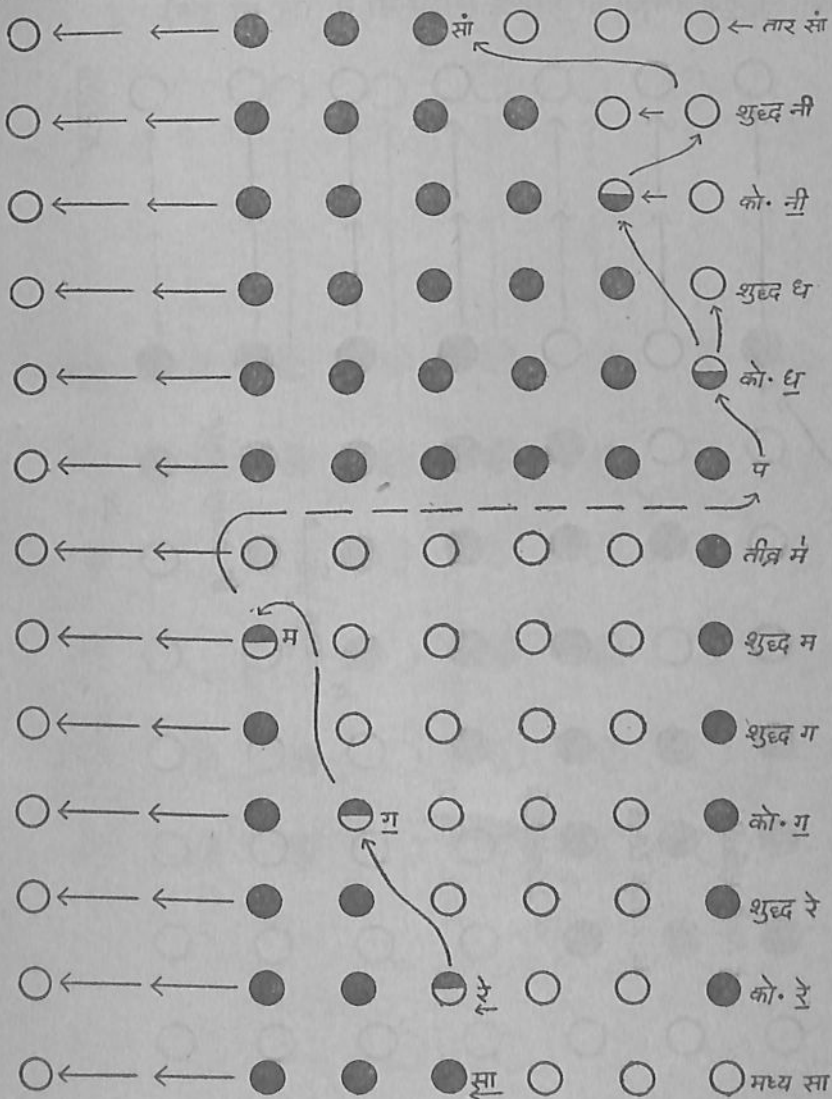 सां ← तार सां
शुद्ध नी
को. नी
शुद्ध ध
को. ध
प
तीव्र मे
म शुद्ध म
शुद्ध ग
ग को. ग
शुद्ध रे
रे को. रे
सा मध्य सा